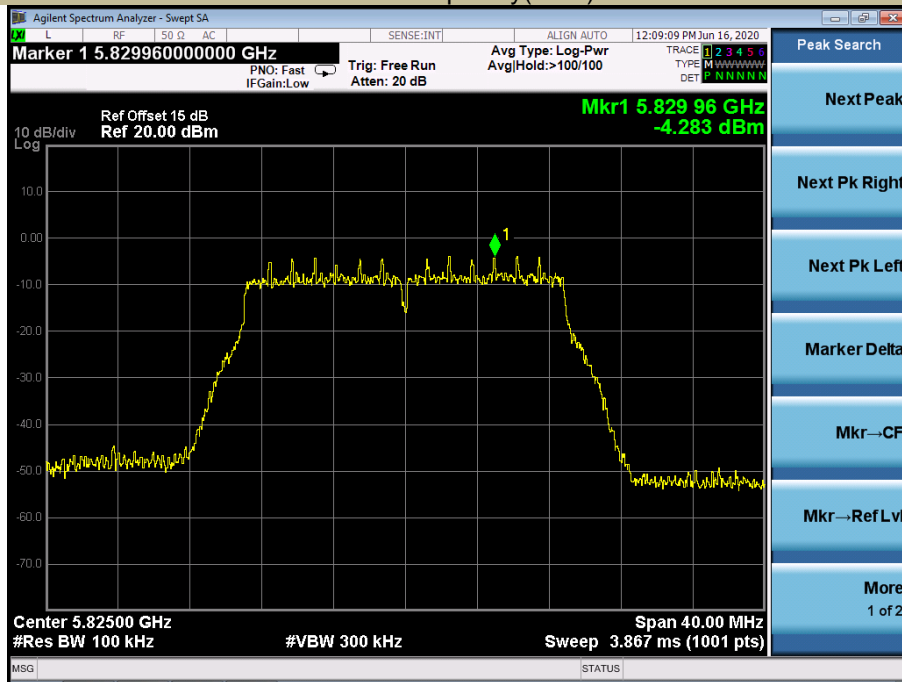 Agilent Spectrum Analyzer - Swept SA
LXI L RF 50 Ω AC SENSE:INT ALIGN AUTO 12:09:09 PM Jun 16, 2020
Marker 1 5.829960000000 GHz
PNO: Fast
IFGain:Low
Trig: Free Run
Atten: 20 dB
Avg Type: Log-Pwr
Avg|Hold:>100/100
TRACE 1 2 3 4 5 6
TYPE M W W W W W
DET P N N N N N
Peak Search
Mkr1 5.829 96 GHz
-4.283 dBm
Ref Offset 15 dB
10 dB/div Ref 20.00 dBm
Log
10.0
0.00
-10.0
-20.0
-30.0
-40.0
-50.0
-60.0
-70.0
1
Next Peak
Next Pk Right
Next Pk Left
Marker Delta
Mkr→CF
Mkr→Ref Lvl
More
1 of 2
Center 5.82500 GHz
Span 40.00 MHz
#Res BW 100 kHz
#VBW 300 kHz
Sweep 3.867 ms (1001 pts)
MSG
STATUS